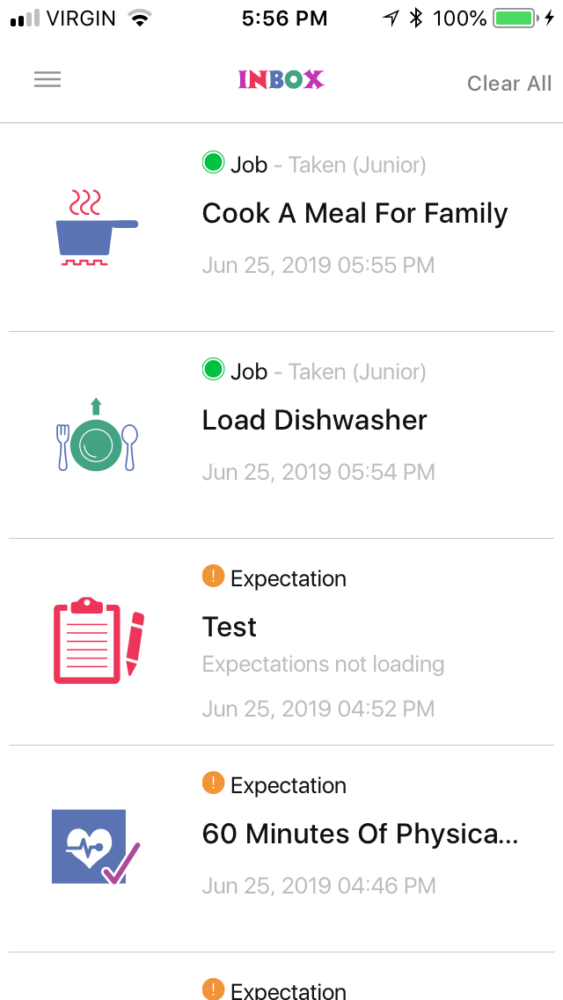 VIRGIN 5:56 PM 100%
INBOX Clear All
Job - Taken (Junior)
Cook A Meal For Family
Jun 25, 2019 05:55 PM
Job - Taken (Junior)
Load Dishwasher
Jun 25, 2019 05:54 PM
! Expectation
Test
Expectations not loading
Jun 25, 2019 04:52 PM
! Expectation
60 Minutes Of Physica...
Jun 25, 2019 04:46 PM
! Expectation